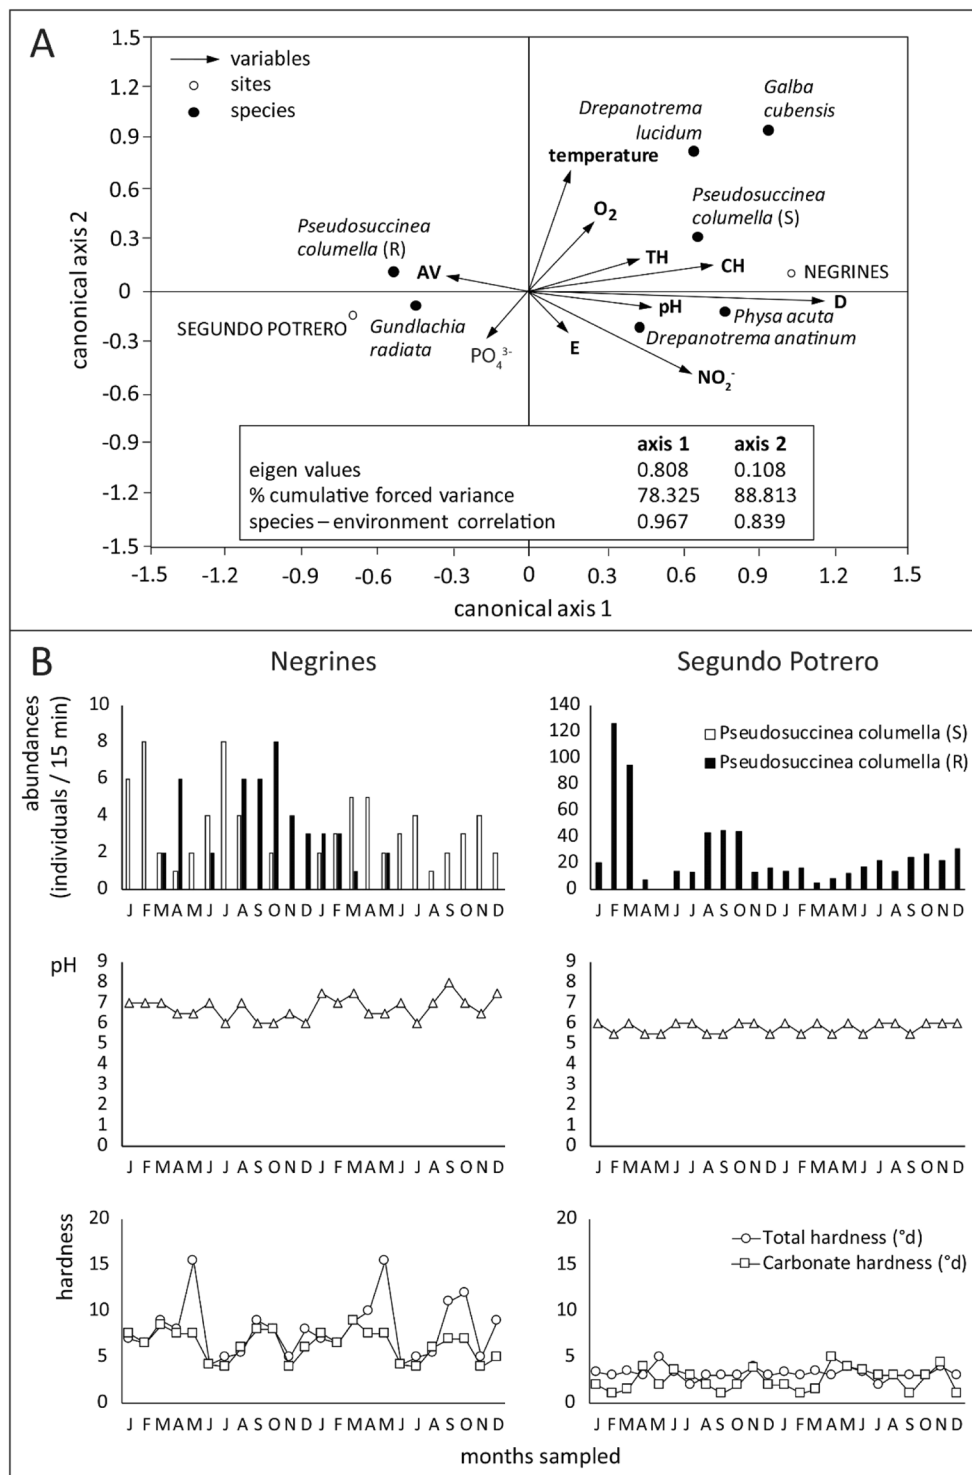 A
1.5
1.2
0.9
0.6
0.3
0
-0.3
-0.6
-0.9
-1.2
-1.5
canonical axis 2
variables
sites
species
Galba
cubensis
Drepanotrema
lucidum
temperature
O2
Pseudosuccinea
columella (S)
Pseudosuccinea
columella (R)
AV
TH
CH
NEGRINES
SEGUNDO POTRERO
Gundlachia
radiata
PO4 3-
E
pH
D
Physa acuta
Drepanotrema anatinum
NO2 -
axis 1 axis 2
eigen values 0.808 0.108
% cumulative forced variance 78.325 88.813
species – environment correlation 0.967 0.839
-1.5 -1.2 -0.9 -0.6 -0.3 0 0.3 0.6 0.9 1.2 1.5
canonical axis 1
B
Negrines
Segundo Potrero
abundances
(individuals / 15 min)
10
8
6
4
2
0
J F M A M J J A S O N D J F M A M J J A S O N D
140
120
100
80
60
40
20
0
Pseudosuccinea columella (S)
Pseudosuccinea columella (R)
J F M A M J J A S O N D J F M A M J J A S O N D
pH
9
8
7
6
5
4
3
2
1
0
J F M A M J J A S O N D J F M A M J J A S O N D
9
8
7
6
5
4
3
2
1
0
J F M A M J J A S O N D J F M A M J J A S O N D
hardness
20
15
10
5
0
J F M A M J J A S O N D J F M A M J J A S O N D
20
15
10
5
0
Total hardness (°d)
Carbonate hardness (°d)
J F M A M J J A S O N D J F M A M J J A S O N D
months sampled